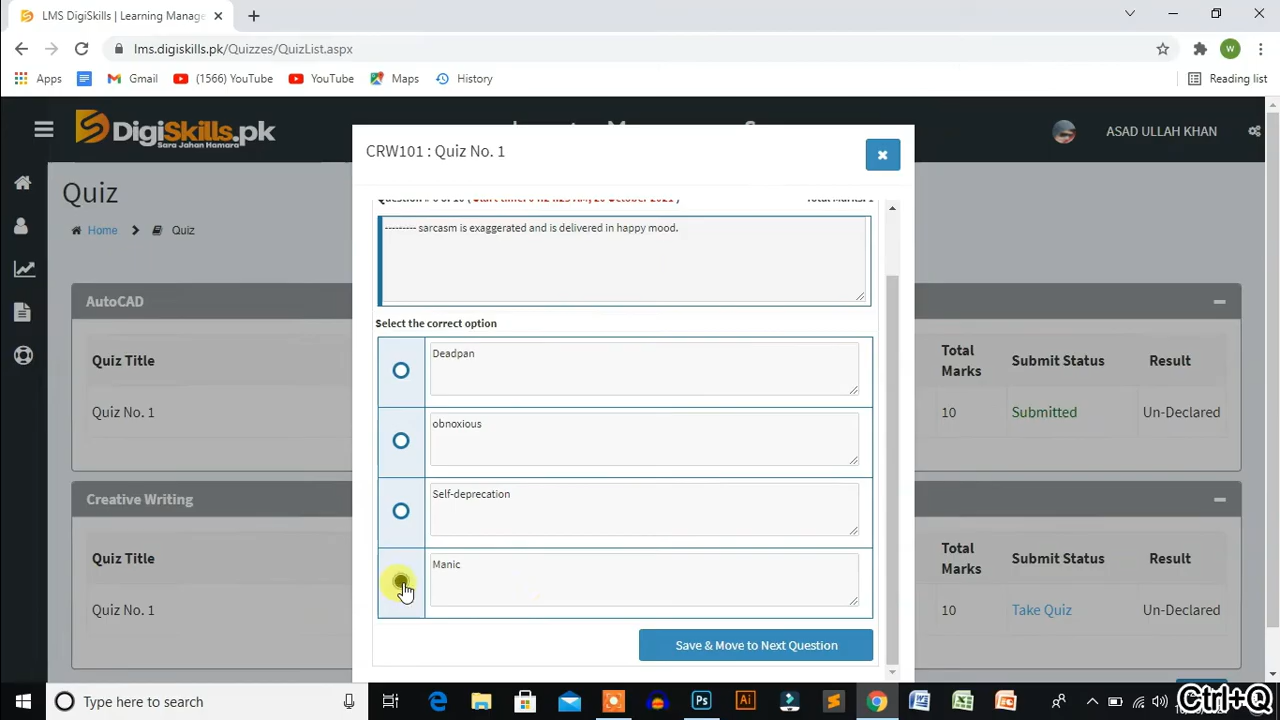 LMS DigiSkills | Learning Manage
lms.digiskills.pk/Quizzes/QuizList.aspx
W
Apps
Gmail
(1566) YouTube
YouTube
Maps
History
Reading list
DigiSkills.pk
Sara Jahan Hamara
ASAD ULLAH KHAN
CRW101 : Quiz No. 1
Quiz
Home
Quiz
--------- sarcasm is exaggerated and is delivered in happy mood.
Select the correct option
Deadpan
obnoxious
Self-deprecation
Manic
Save & Move to Next Question
AutoCAD
Quiz Title
Total Marks
Submit Status
Result
Quiz No. 1
10
Submitted
Un-Declared
Creative Writing
Quiz Title
Total Marks
Submit Status
Result
Quiz No. 1
10
Take Quiz
Un-Declared
Type here to search
Ps
Ai
Ctrl+Q